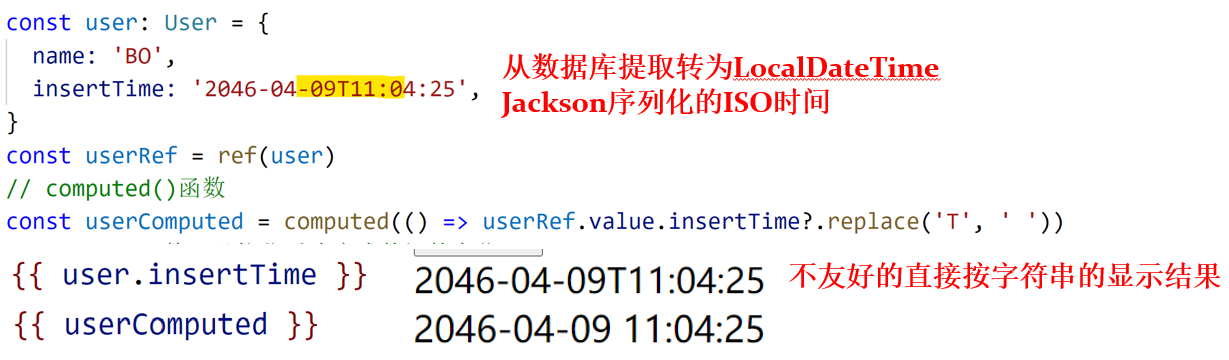 const user: User = {
name: 'BO',
insertTime: '2046-04-09T11:04:25',
}
从数据库提取转为LocalDateTime
Jackson序列化的ISO时间
const userRef = ref(user)
// computed()函数
const userComputed = computed(() => userRef.value.insertTime?.replace('T', ' '))
{{ user.insertTime }}
2046-04-09T11:04:25
不友好的直接按字符串的显示结果
{{ userComputed }}
2046-04-09 11:04:25